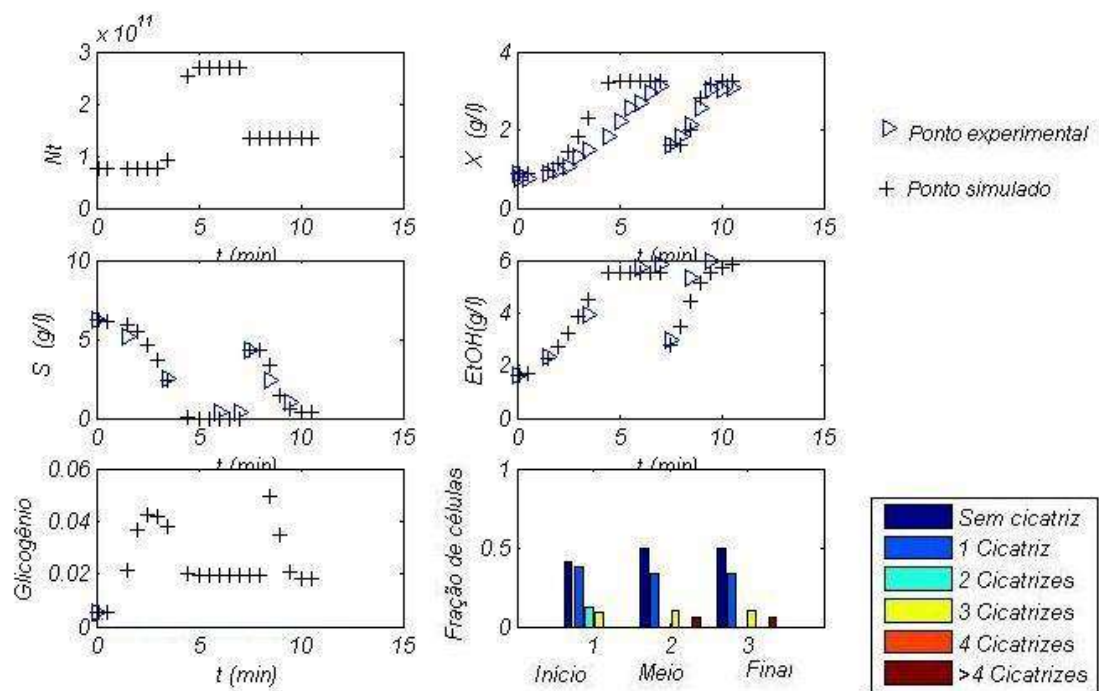 × 10^11
3
2
1
0
Nt
0 5 10 15
t (min)
4
2
0
X (g/l)
0 5 10 15
t (min)
Ponto experimental
Ponto simulado
10
5
0
S (g/l)
0 5 10 15
t (min)
6
4
2
0
EtOH(g/l)
0 5 10 15
t (min)
0.06
0.04
0.02
0
Glicogênio
0 5 10 15
t (min)
1
0.5
0
Fração de células
1 2 3
Início Meio Final
Sem cicatriz
1 Cicatriz
2 Cicatrizes
3 Cicatrizes
4 Cicatrizes
>4 Cicatrizes